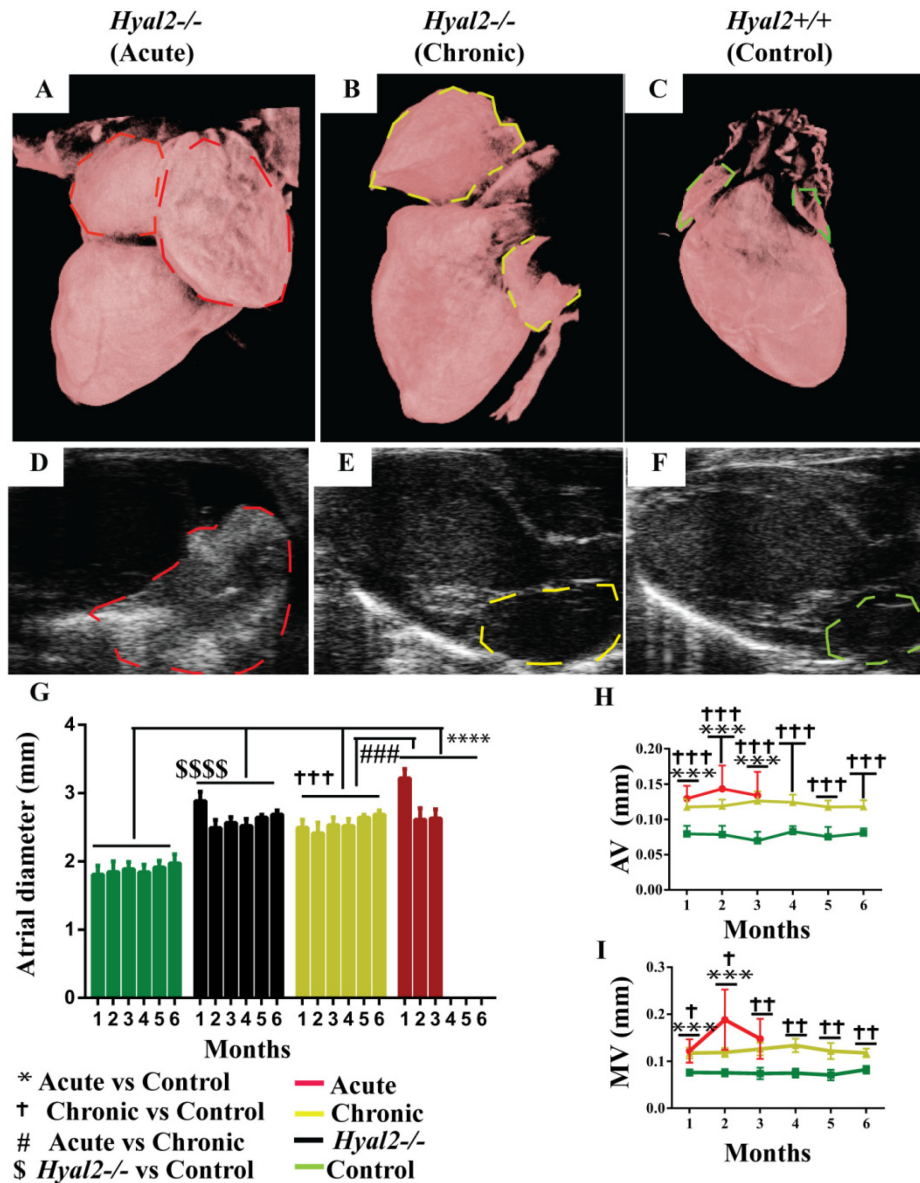 Hyal2-/- Hyal2-/- Hyal2+/+
(Acute) (Chronic) (Control)
A B C
D E F
G
Atrial diameter (mm)
4
3
2
1
0
$$$$ ††† ### ****
1 2 3 4 5 6 1 2 3 4 5 6 1 2 3 4 5 6 1 2 3 4 5 6
Months
* Acute vs Control
† Chronic vs Control
# Acute vs Chronic
$ Hyal2-/- vs Control
Acute
Chronic
Hyal2-/-
Control
H
AV (mm)
0.20
0.15
0.10
0.05
0.00
††† ††† ††† ††† ††† †††
*** *** ***
1 2 3 4 5 6
Months
I
MV (mm)
0.3
0.2
0.1
0.0
† † †† †† †† ††
*** ***
1 2 3 4 5 6
Months